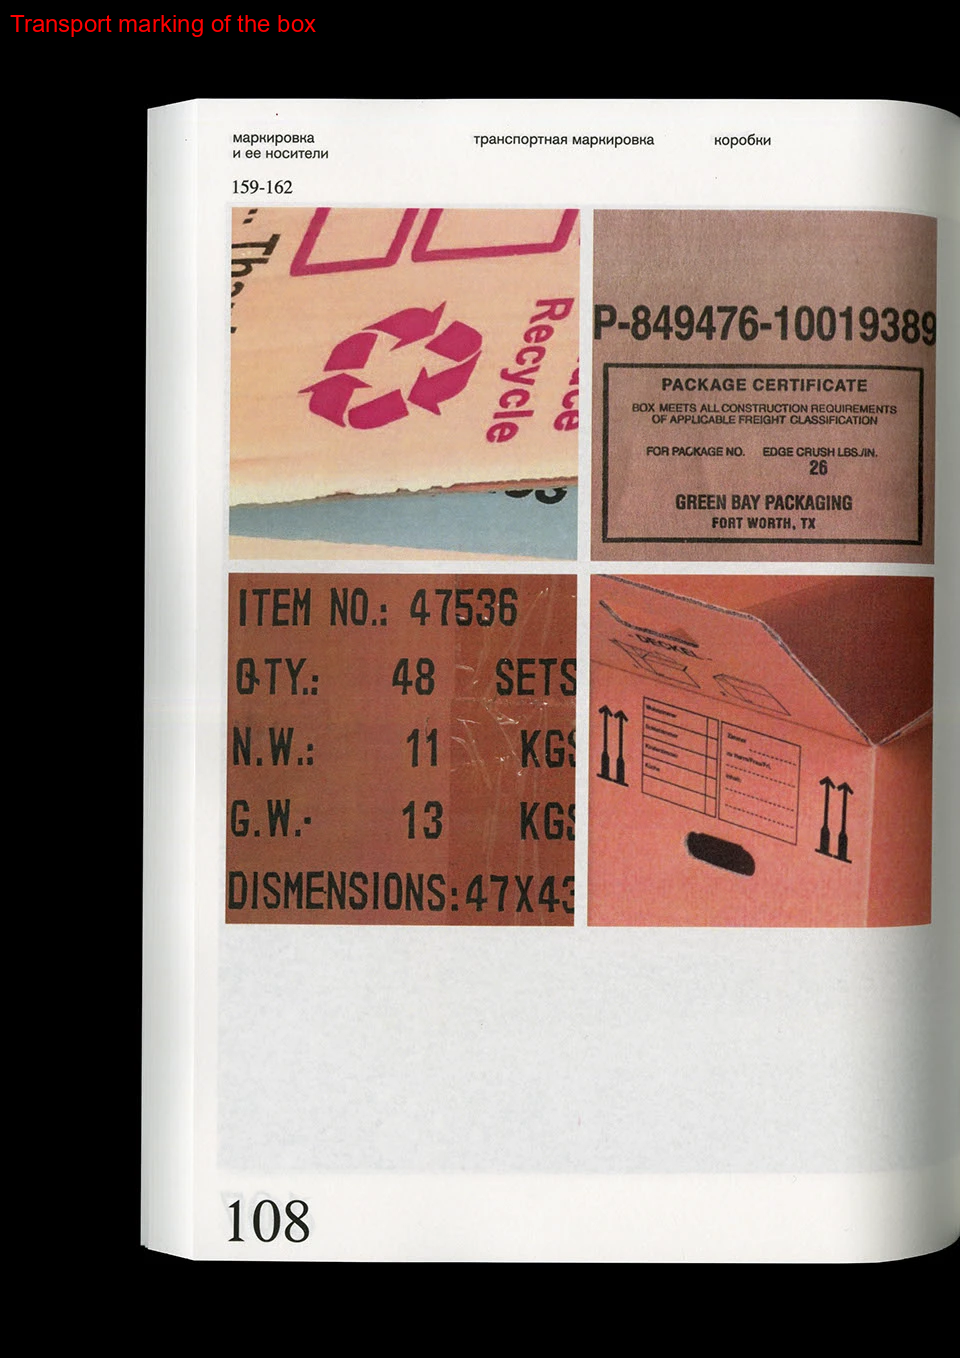 Transport marking of the box
маркировка
и ее носители
транспортная маркировка
коробки
159-162
Recycle
P-849476-10019389
PACKAGE CERTIFICATE
BOX MEETS ALL CONSTRUCTION REQUIREMENTS
OF APPLICABLE FREIGHT CLASSIFICATION
FOR PACKAGE NO. EDGE CRUSH LBS./IN.
26
GREEN BAY PACKAGING
FORT WORTH, TX
ITEM NO.: 47536
QTY.: 48 SETS
N.W.: 11 KGS
G.W.: 13 KGS
DISMENSIONS:47X43
DECKEL
108